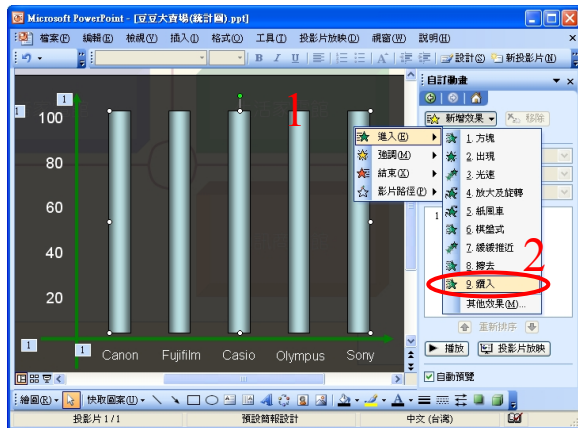 Microsoft PowerPoint - [豆豆大賣場(統計圖).ppt]
檔案(F) 編輯(E) 檢視(V) 插入(I) 格式(O) 工具(T) 投影片放映(D) 視窗(W) 說明(H)
B I U 設計(S) 新投影片(N)
自訂動畫
新增效果 移除
1
1 100
80
60
40
20
1 1 Canon Fujifilm Casio Olympus Sony
1
進入(E)
強調(M)
結束(X)
影片路徑(P)
1. 方塊
2. 出現
3. 光速
4. 放大及旋轉
5. 紙風車
6. 棋盤式
7. 緩緩推近
8. 擦去
9. 鑽入
其他效果(M)...
2
1
重新排序
播放 投影片放映
自動預覽
繪圖(R) 快取圖案(U)
投影片 1 / 1 預設簡報設計 中文 (台灣)